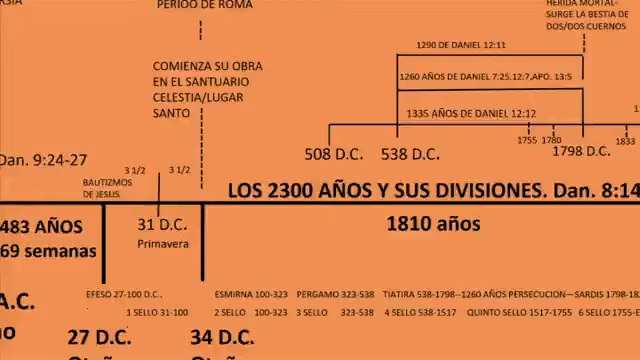 PERIOO DE ROMA
HERIDA MORTAL-
SURGE LA BESTIA DE
DOS/DOS CUERNOS
1290 DE DANIEL 12:11
COMIENZA SU OBRA
EN EL SANTUARIO
CELESTIA/LUGAR
SANTO
1260 AÑOS DE DANIEL 7:25,12:7,APO. 13:5
1335 AÑOS DE DANIEL 12:12
1755 1780 1833
508 D.C. 538 D.C. 1798 D.C.
Dan. 9:24-27
3 1/2 3 1/2
BAUTIZMOS
DE JESUS
LOS 2300 AÑOS Y SUS DIVISIONES. Dan. 8:14
483 AÑOS
69 semanas
31 D.C.
Primavera
1810 años
EFESO 27-100 D.C. ESMIRNA 100-323 PERGAMO 323-538 TIATIRA 538-1798--1260 AÑOS PERSECUCION—SARDIS 1798-18
1 SELLO 31-100 2 SELLO 100-323 3 SELLO 323-538 4 SELLO 538-1517 QUINTO SELLO 1517-1755 6 SELLO 1755-
A.C.
27 D.C. 34 D.C.